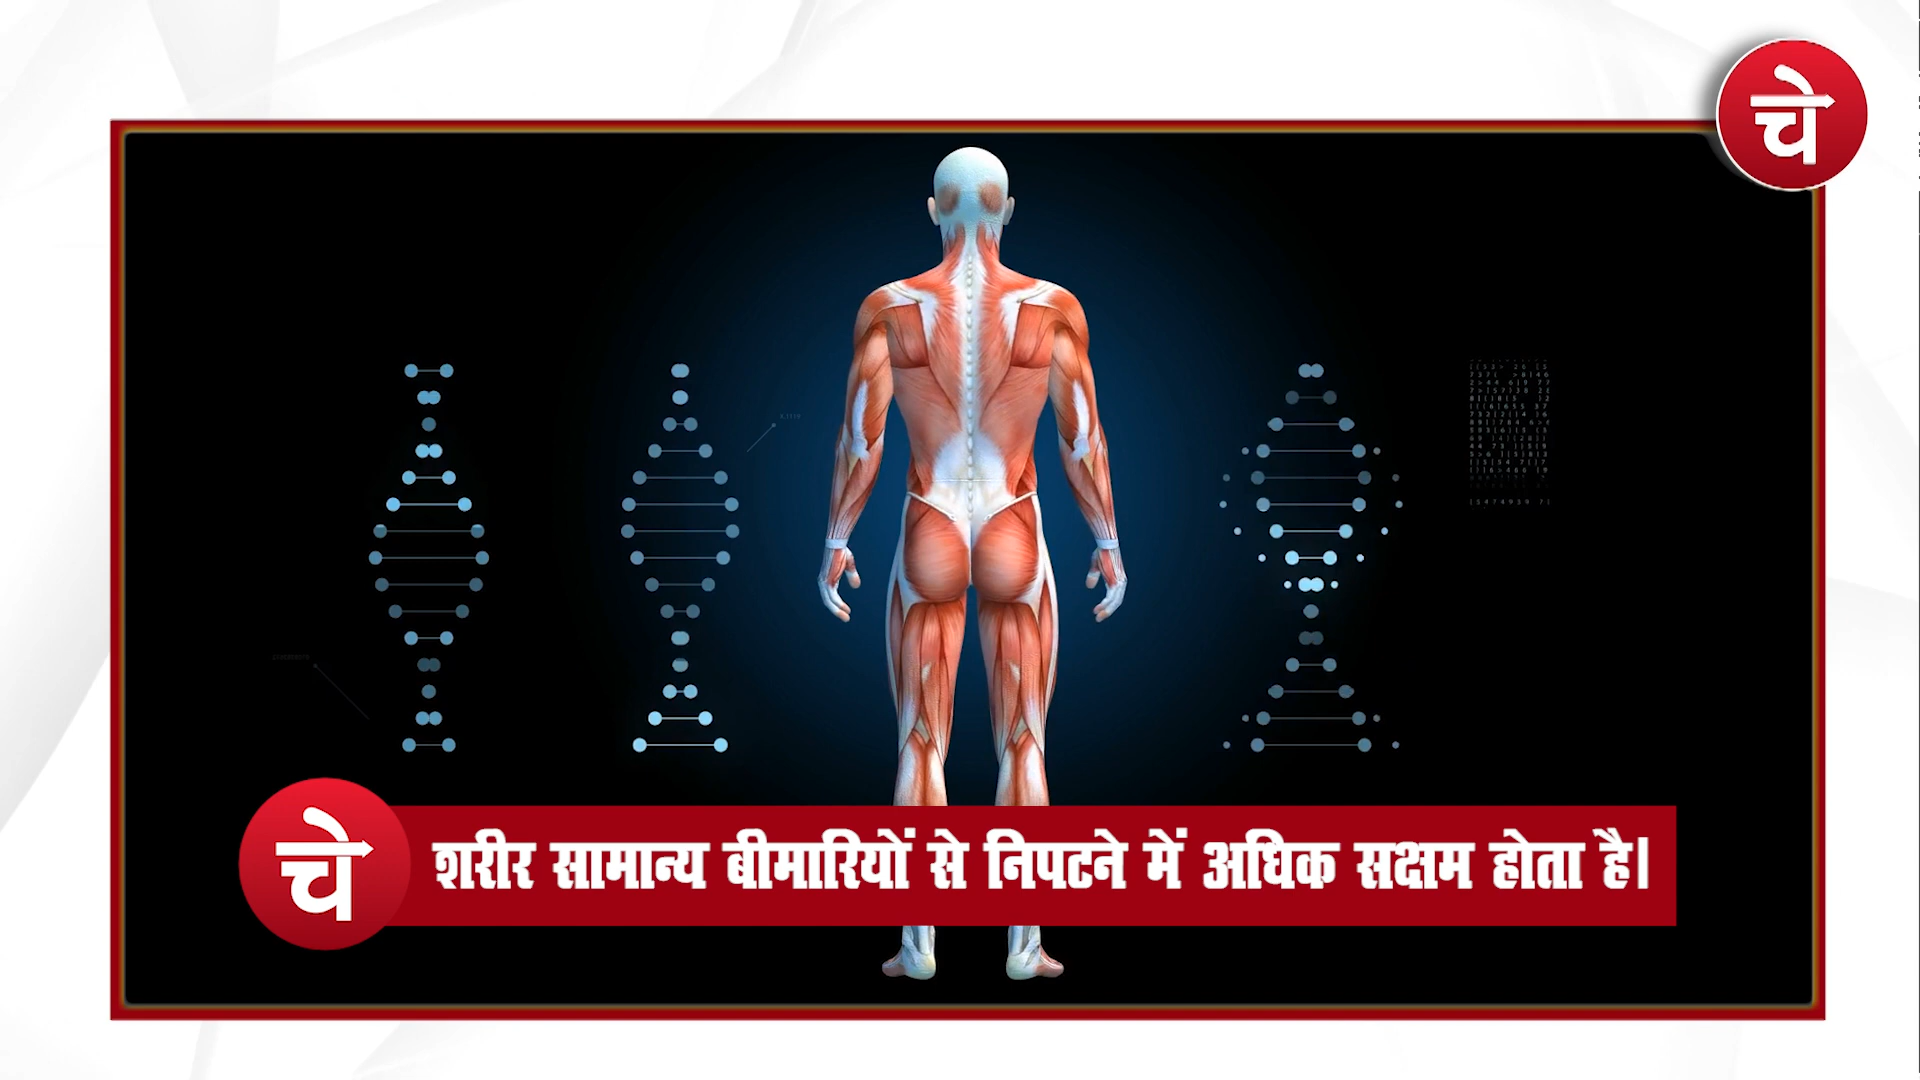 चे
चे शरीर सामान्य बीमारियों से निपटने में अधिक सक्षम होता है।